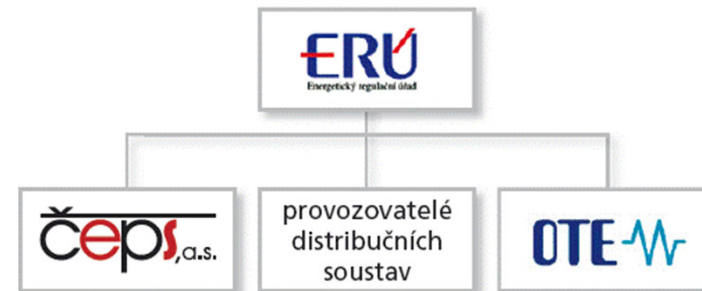 ERÚ
Energetický regulační úřad
čeps,a.s.
provozovatelé
distribučních
soustav
OTE